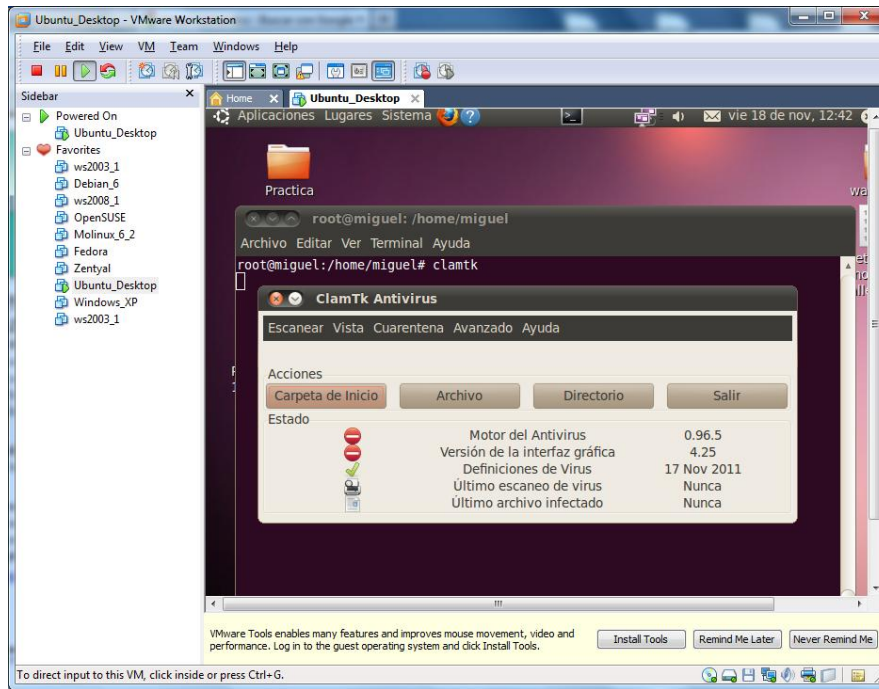 Ubuntu_Desktop - VMware Workstation
File Edit View VM Team Windows Help
Sidebar
Powered On
Ubuntu_Desktop
Favorites
ws2003_1
Debian_6
ws2008_1
OpenSUSE
Molinux_6_2
Fedora
Zentyal
Ubuntu_Desktop
Windows_XP
ws2003_1
Home Ubuntu_Desktop
Aplicaciones Lugares Sistema vie 18 de nov, 12:42
Practica
wa
root@miguel: /home/miguel
Archivo Editar Ver Terminal Ayuda
root@miguel:/home/miguel# clamtk
ClamTk Antivirus
Escanear Vista Cuarentena Avanzado Ayuda
Acciones
Carpeta de Inicio Archivo Directorio Salir
Estado
Motor del Antivirus 0.96.5
Versión de la interfaz gráfica 4.25
Definiciones de Virus 17 Nov 2011
Último escaneo de virus Nunca
Último archivo infectado Nunca
VMware Tools enables many features and improves mouse movement, video and
performance. Log in to the guest operating system and click Install Tools.
Install Tools Remind Me Later Never Remind Me
To direct input to this VM, click inside or press Ctrl+G.